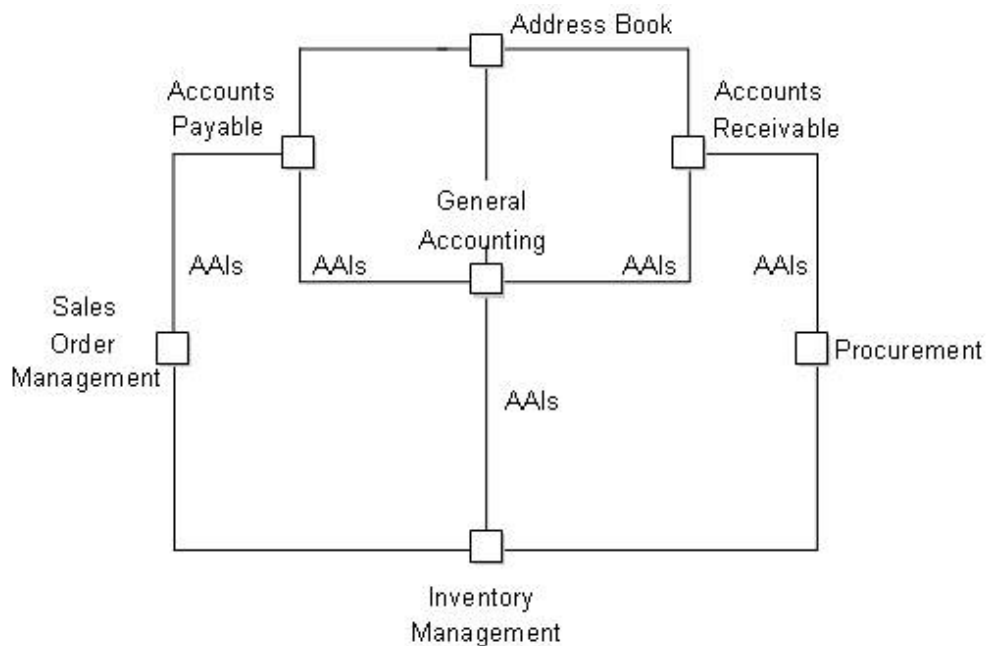 Address Book
Accounts
Payable
Accounts
Receivable
General
Accounting
AAIs
AAIs
AAIs
AAIs
Sales
Order
Management
Procurement
AAIs
Inventory
Management